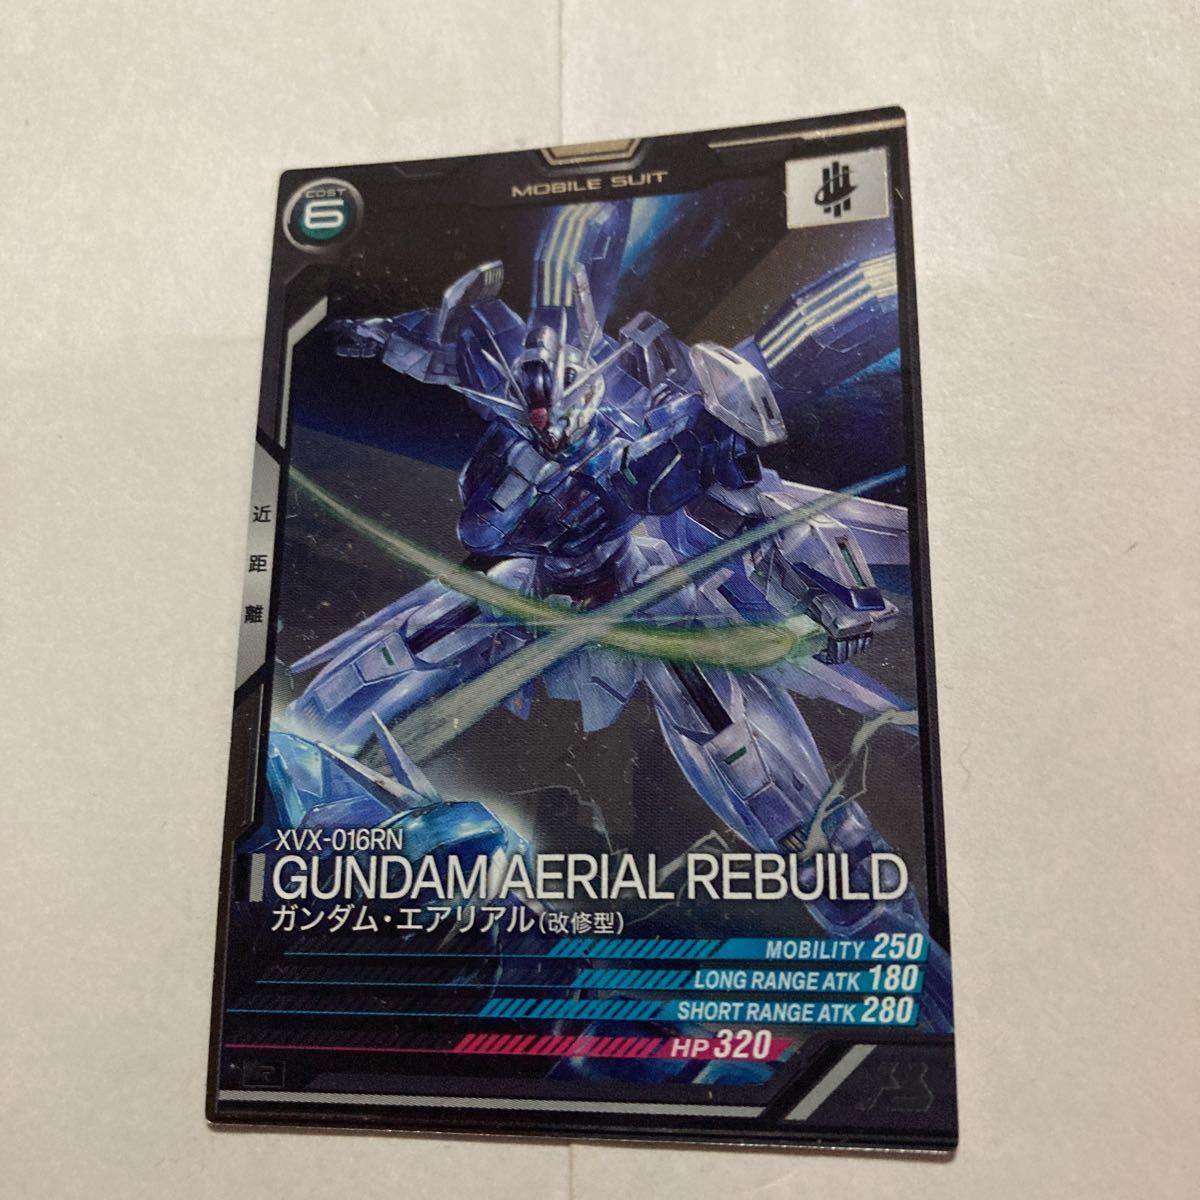 COST
6
MOBILE SUIT
近距離
XVX-016RN
GUNDAM AERIAL REBUILD
ガンダム・エアリアル(改修型)
MOBILITY 250
LONG RANGE ATK 180
SHORT RANGE ATK 280
HP 320
AB